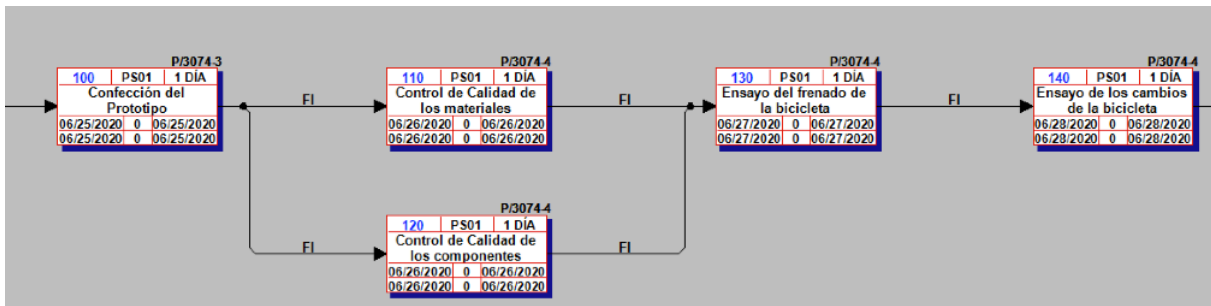 P/3074-3
100 PS01 1 DÍA
Confección del
Prototipo
06/25/2020 0 06/25/2020
06/25/2020 0 06/25/2020
FI
P/3074-4
110 PS01 1 DÍA
Control de Calidad de
los materiales
06/26/2020 0 06/26/2020
06/26/2020 0 06/26/2020
FI
P/3074-4
130 PS01 1 DÍA
Ensayo del frenado de
la bicicleta
06/27/2020 0 06/27/2020
06/27/2020 0 06/27/2020
FI
P/3074-4
140 PS01 1 DÍA
Ensayo de los cambios
de la bicicleta
06/28/2020 0 06/28/2020
06/28/2020 0 06/28/2020
FI
P/3074-4
120 PS01 1 DÍA
Control de Calidad de
los componentes
06/26/2020 0 06/26/2020
06/26/2020 0 06/26/2020
FI